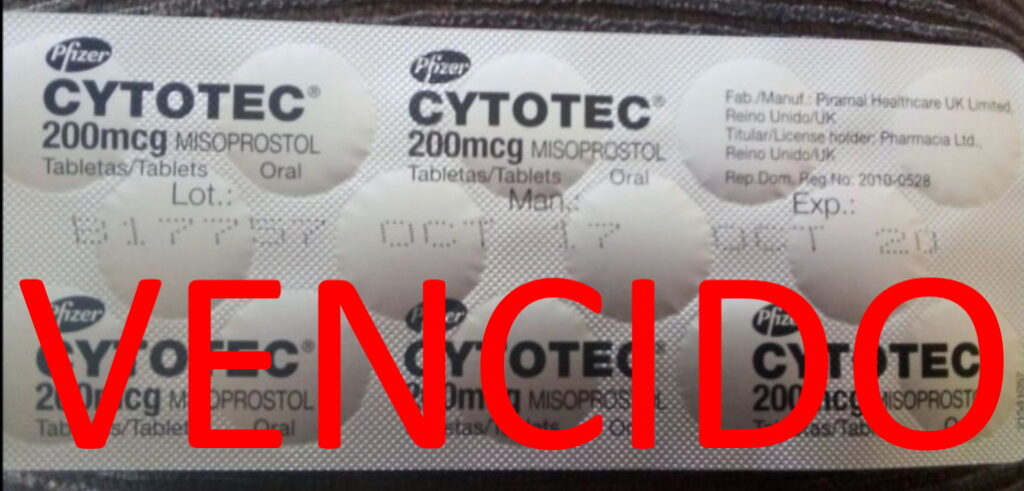 Pfizer
CYTOTEC®
200mcg MISOPROSTOL
Tabletas/Tablets Oral
Pfizer
CYTOTEC®
200mcg MISOPROSTOL
Tabletas/Tablets Oral
Fab./Manuf.: Piramal Healthcare UK Limited,
Reino Unido/UK
Titular/License holder: Pharmacia Ltd.,
Reino Unido/UK
Rep.Dom. Reg.No: 2010-0528
Lot.: Man.: Exp.:
B17757 OCT 17 OCT 20
VENCIDO
Pfizer
CYTOTEC®
200mcg MISOPROSTOL
Tabletas/Tablets Oral
Pfizer
CYTOTEC
200mcg MISOPROSTOL
Tabletas/Tablets
Pfizer
CYTOTEC
200mcg MISOPROSTOL
Tabletas/Tab